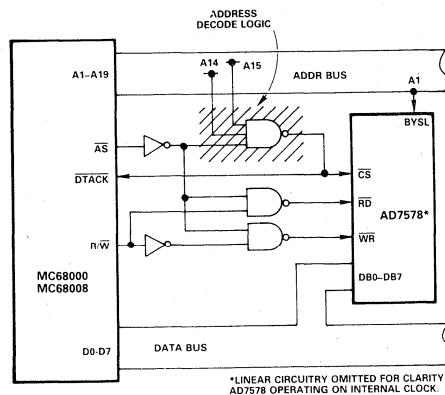 ADDRESS
DECODE LOGIC
A14
A15
A1–A19
ADDR BUS
A1
BYSL
AS
DTACK
CS
RD
AD7578*
WR
R/W
MC68000
MC68008
DB0–DB7
D0-D7
DATA BUS
*LINEAR CIRCUITRY OMITTED FOR CLARITY
AD7578 OPERATING ON INTERNAL CLOCK.